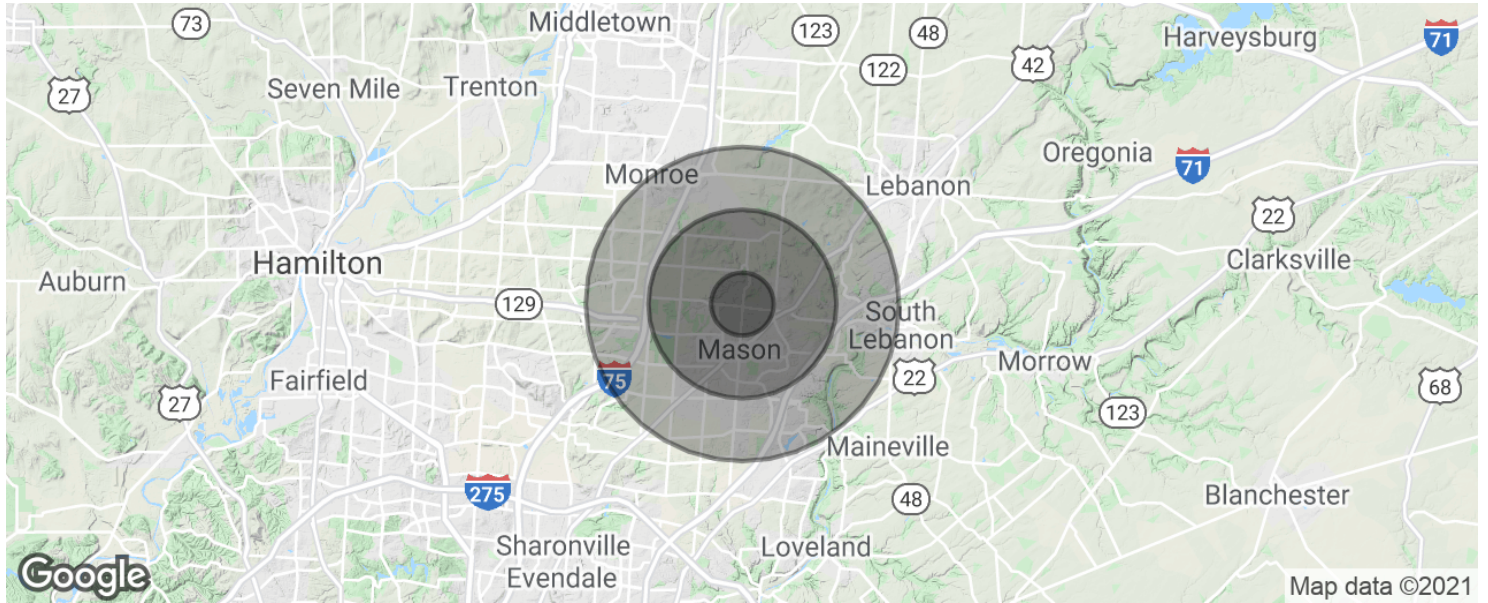 73
Middletown
123
48
Harveysburg
71
27
Seven Mile
Trenton
122
42
Monroe
Lebanon
Oregonia
71
22
Hamilton
Auburn
129
Clarksville
South
Lebanon
Mason
Morrow
Fairfield
75
22
68
27
123
Maineville
275
48
Blanchester
Sharonville
Evendale
Loveland
Google
Map data ©2021